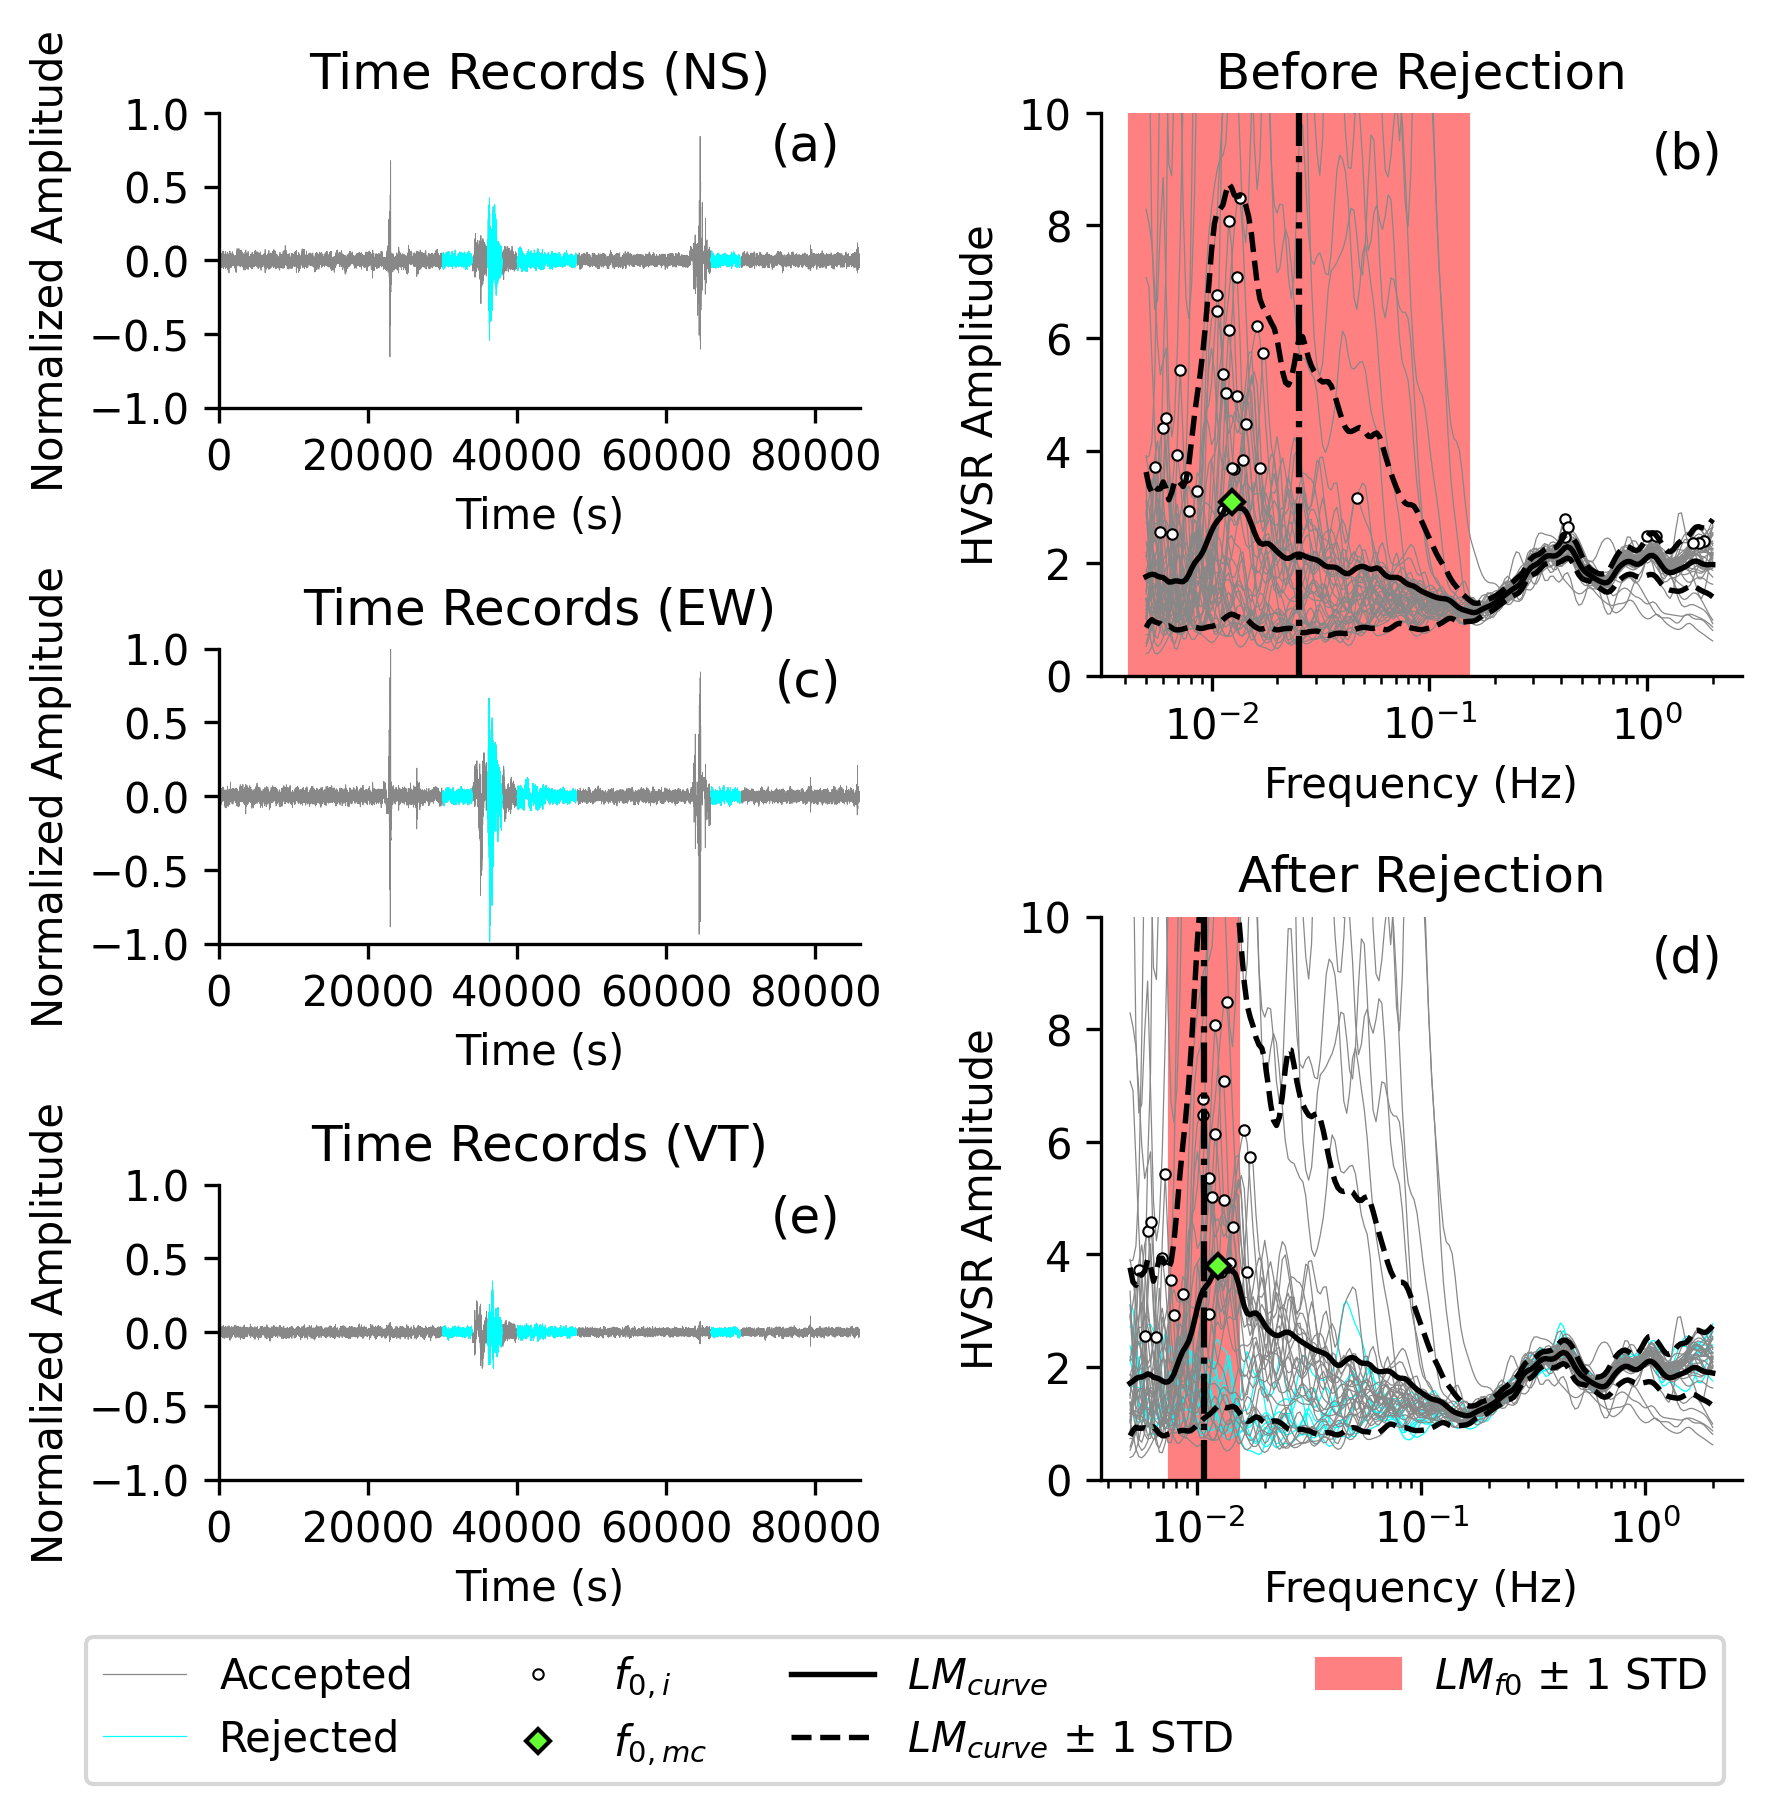 Time Records (NS)
Normalized Amplitude
1.0
0.5
0.0
−0.5
−1.0
(a)
0 20000 40000 60000 80000
Time (s)
Before Rejection
HVSR Amplitude
10
8
6
4
2
0
(b)
10⁻² 10⁻¹ 10⁰
Frequency (Hz)
Time Records (EW)
Normalized Amplitude
1.0
0.5
0.0
−0.5
−1.0
(c)
0 20000 40000 60000 80000
Time (s)
After Rejection
HVSR Amplitude
10
8
6
4
2
0
(d)
10⁻² 10⁻¹ 10⁰
Frequency (Hz)
Time Records (VT)
Normalized Amplitude
1.0
0.5
0.0
−0.5
−1.0
(e)
0 20000 40000 60000 80000
Time (s)
Accepted
Rejected
f0,i
f0,mc
LMcurve
LMcurve ± 1 STD
LMf0 ± 1 STD